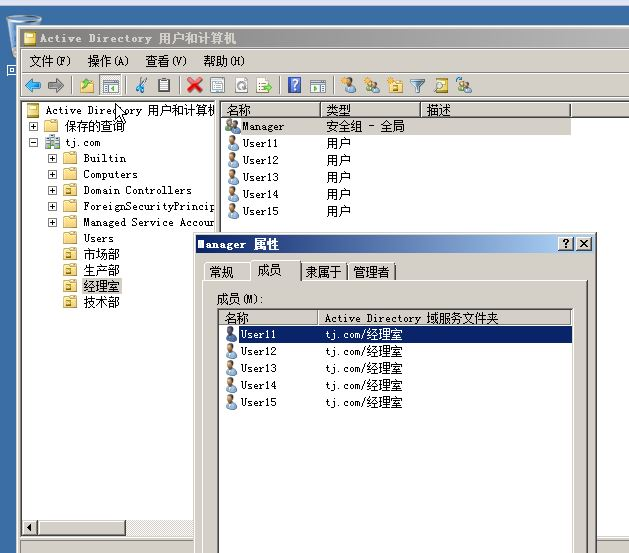 Active Directory 用户和计算机
文件(F) 操作(A) 查看(V) 帮助(H)
Active Directory 用户和计算机
保存的查询
tj.com
Builtin
Computers
Domain Controllers
ForeignSecurityPrincip
Managed Service Accour
Users
市场部
生产部
经理室
技术部
名称 类型 描述
Manager 安全组 - 全局
User11 用户
User12 用户
User13 用户
User14 用户
User15 用户
Manager 属性
常规 成员 隶属于 管理者
成员(M):
名称 Active Directory 域服务文件夹
User11 tj.com/经理室
User12 tj.com/经理室
User13 tj.com/经理室
User14 tj.com/经理室
User15 tj.com/经理室